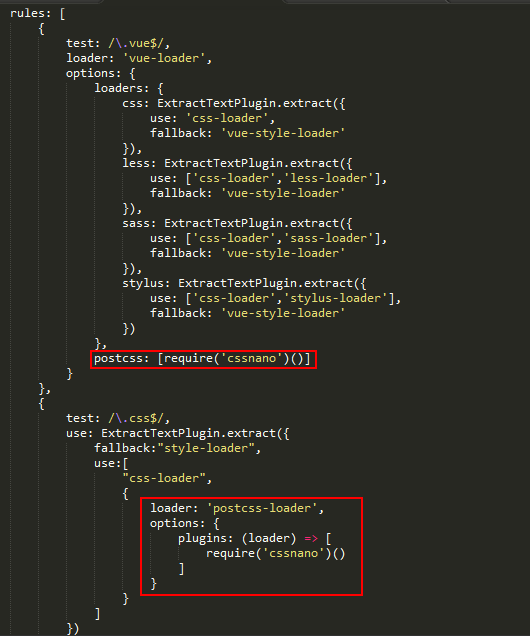 rules: [
{
test: /\.vue$/,
loader: 'vue-loader',
options: {
loaders: {
css: ExtractTextPlugin.extract({
use: 'css-loader',
fallback: 'vue-style-loader'
}),
less: ExtractTextPlugin.extract({
use: ['css-loader','less-loader'],
fallback: 'vue-style-loader'
}),
sass: ExtractTextPlugin.extract({
use: ['css-loader','sass-loader'],
fallback: 'vue-style-loader'
}),
stylus: ExtractTextPlugin.extract({
use: ['css-loader','stylus-loader'],
fallback: 'vue-style-loader'
})
},
postcss: [require('cssnano')()]
}
},
{
test: /\.css$/,
use: ExtractTextPlugin.extract({
fallback:"style-loader",
use:[
"css-loader",
{
loader: 'postcss-loader',
options: {
plugins: (loader) => [
require('cssnano')()
]
}
}
]
})